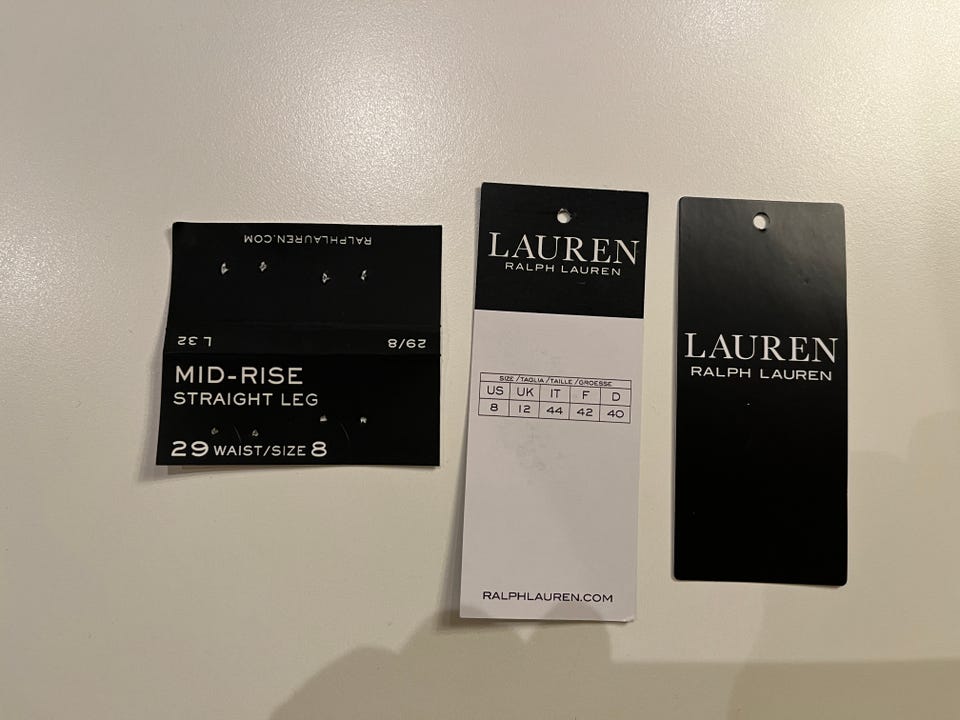 RALPHLAUREN.COM
29/8 L 32
MID-RISE
STRAIGHT LEG
29 WAIST/SIZE 8
LAUREN
RALPH LAUREN
SIZE/TAGLIA/TAILLE/GROESSE
US UK IT F D
8 12 44 42 40
RALPHLAUREN.COM
LAUREN
RALPH LAUREN